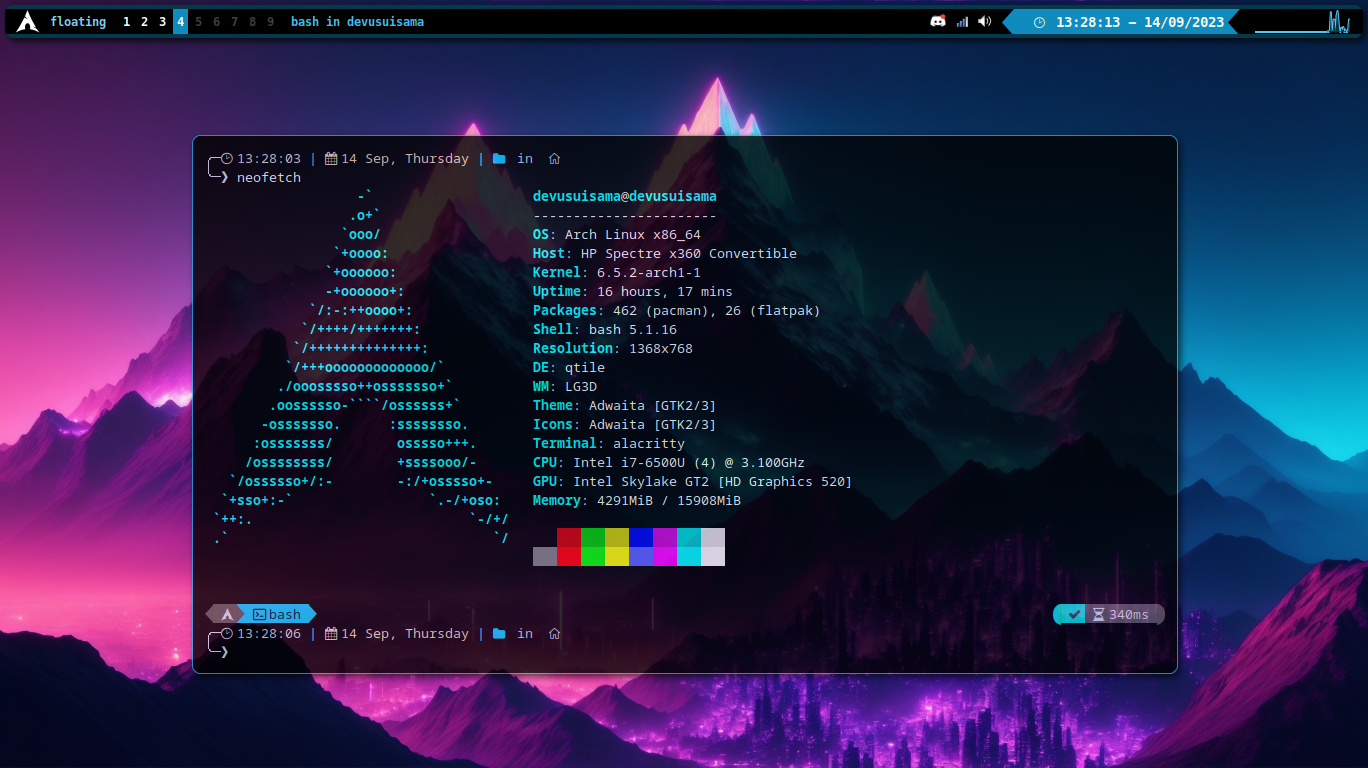 floating 1 2 3 4 5 6 7 8 9 bash in devusuisama 13:28:13 — 14/09/2023
13:28:03 | 14 Sep, Thursday | in
❯ neofetch
-`
.o+`
`ooo/
`+oooo:
`+oooooo:
-+oooooo+:
`/:-:++oooo+:
`/++++/+++++++:
`/++++++++++++++:
`/+++ooooooooooooo/`
./ooosssso++osssssso+`
.oossssso-````/ossssss+`
-osssssso. :ssssssso.
:osssssss/ osssso+++.
/ossssssss/ +ssssooo/-
`/ossssso+/:- -:/+osssso+-
`+sso+:-` `.-/+oso:
`++:. `-/+/
.` `/
devusuisama@devusuisama
-----------------------
OS: Arch Linux x86_64
Host: HP Spectre x360 Convertible
Kernel: 6.5.2-arch1-1
Uptime: 16 hours, 17 mins
Packages: 462 (pacman), 26 (flatpak)
Shell: bash 5.1.16
Resolution: 1368x768
DE: qtile
WM: LG3D
Theme: Adwaita [GTK2/3]
Icons: Adwaita [GTK2/3]
Terminal: alacritty
CPU: Intel i7-6500U (4) @ 3.100GHz
GPU: Intel Skylake GT2 [HD Graphics 520]
Memory: 4291MiB / 15908MiB
bash 340ms
13:28:06 | 14 Sep, Thursday | in
❯